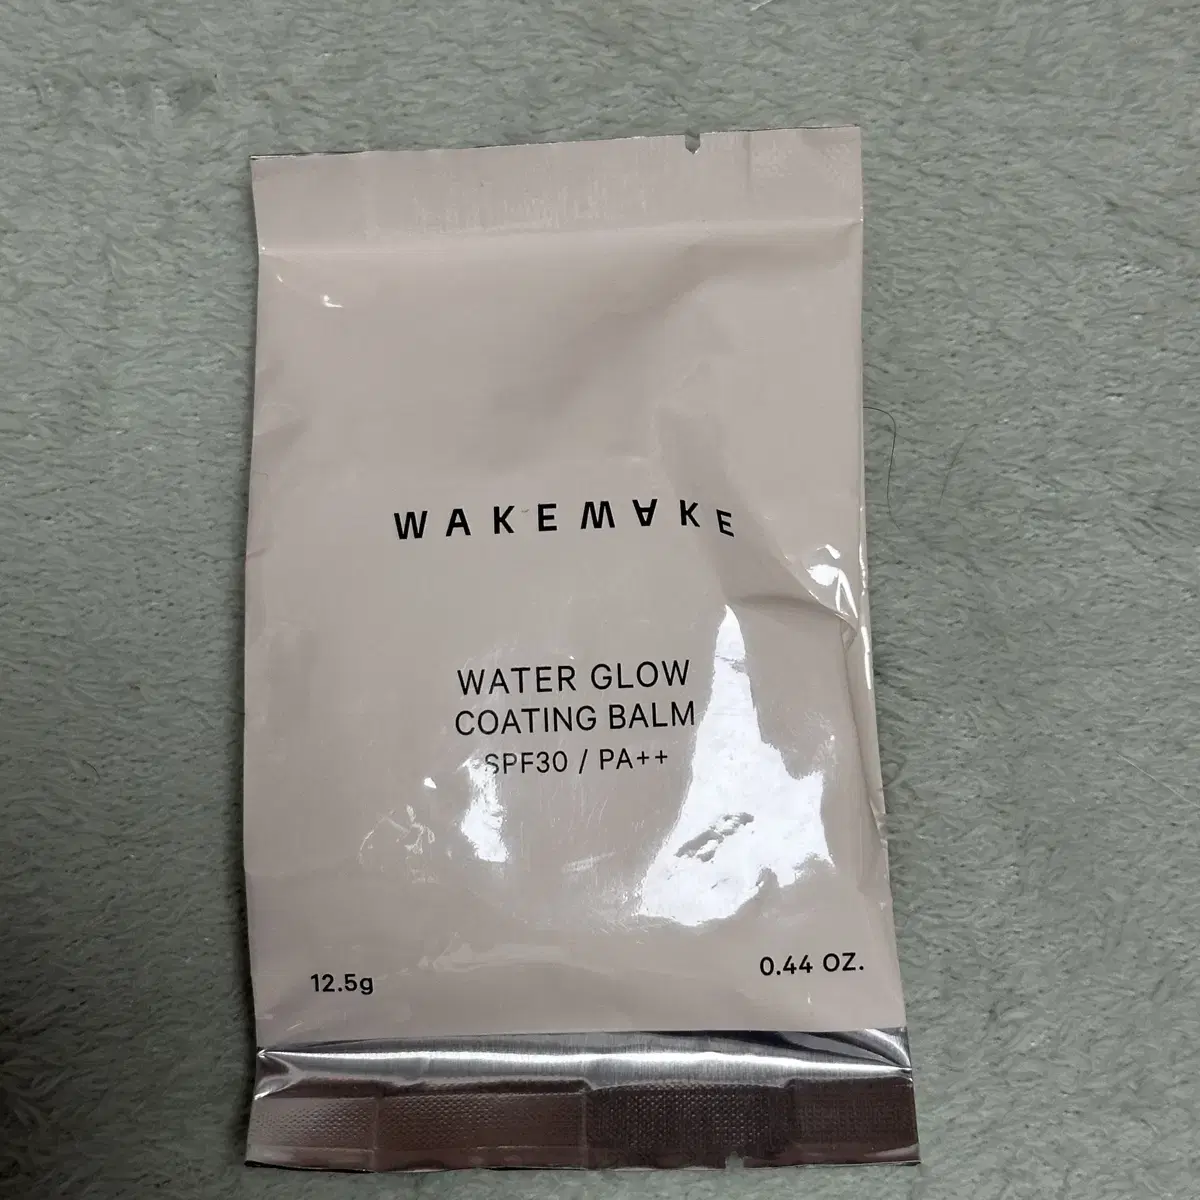 WAKEMAKE
WATER GLOW
COATING BALM
SPF30 / PA++
12.5g
0.44 OZ.